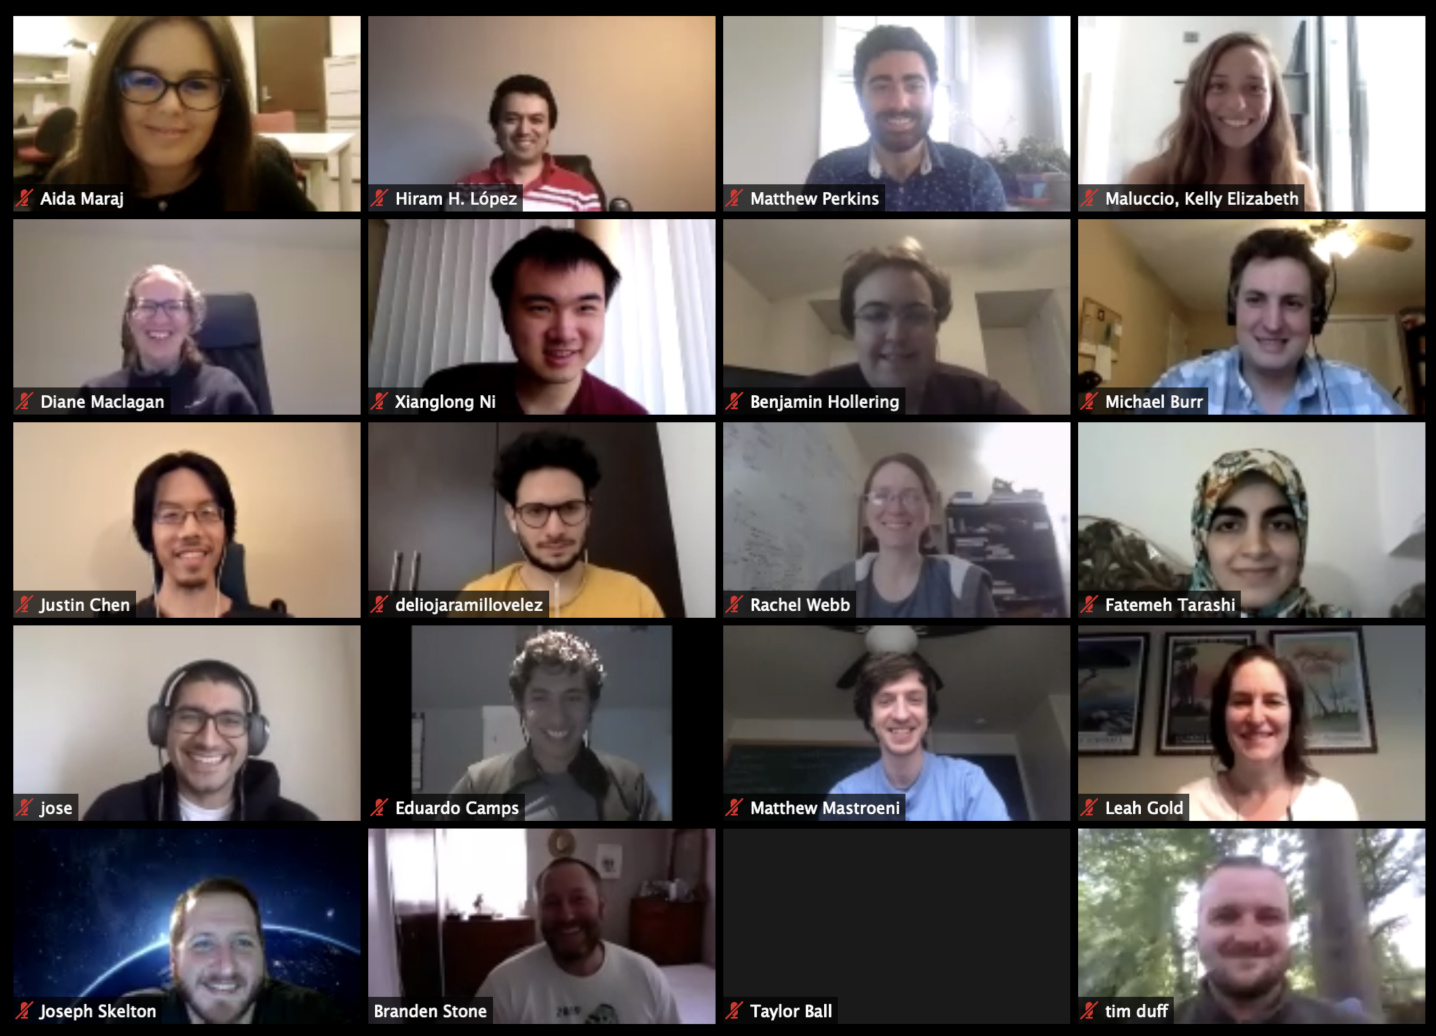 Aida Maraj
Hiram H. López
Matthew Perkins
Maluccio, Kelly Elizabeth
Diane Maclagan
Xianglong Ni
Benjamin Hollering
Michael Burr
Justin Chen
deliojaramillovelez
Rachel Webb
Fatemeh Tarashi
jose
Eduardo Camps
Matthew Mastroeni
Leah Gold
Joseph Skelton
Branden Stone
Taylor Ball
tim duff